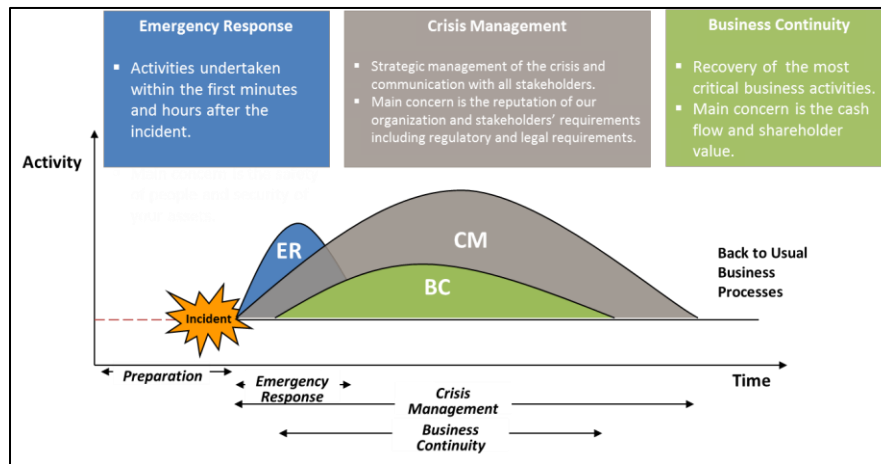 Emergency Response
▪ Activities undertaken
within the first minutes
and hours after the
incident.
Crisis Management
▪ Strategic management of the crisis and
communication with all stakeholders.
▪ Main concern is the reputation of our
organization and stakeholders' requirements
including regulatory and legal requirements.
Business Continuity
▪ Recovery of the most
critical business activities.
▪ Main concern is the cash
flow and shareholder
value.
Activity
ER
CM
BC
Back to Usual
Business
Processes
Incident
Preparation
Emergency
Response
Time
Crisis
Management
Business
Continuity